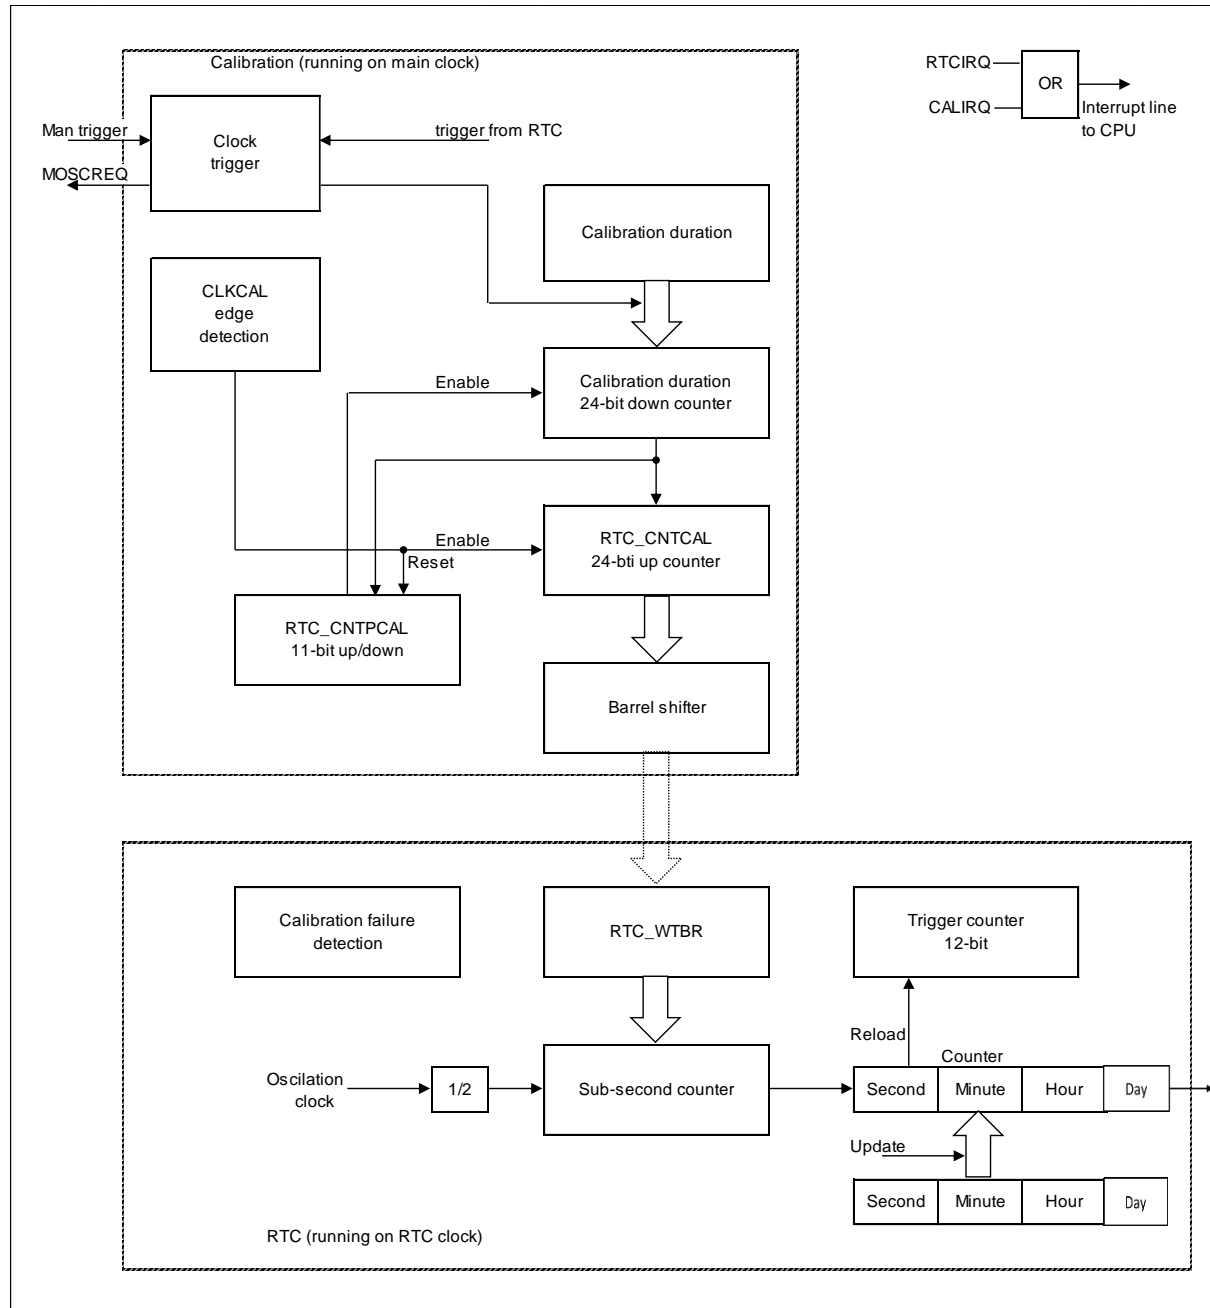 Calibration (running on main clock)
RTCIRQ
OR
CALIRQ
Interrupt line
to CPU
Man trigger
Clock
trigger
trigger from RTC
MOSCREQ
Calibration duration
CLKCAL
edge
detection
Enable
Calibration duration
24-bit down counter
Enable
Reset
RTC_CNTCAL
24-bti up counter
RTC_CNTPCAL
11-bit up/down
Barrel shifter
Calibration failure
detection
RTC_WTBR
Trigger counter
12-bit
Reload
Counter
Oscilation
clock
1/2
Sub-second counter
Second
Minute
Hour
Day
Update
Second
Minute
Hour
Day
RTC (running on RTC clock)